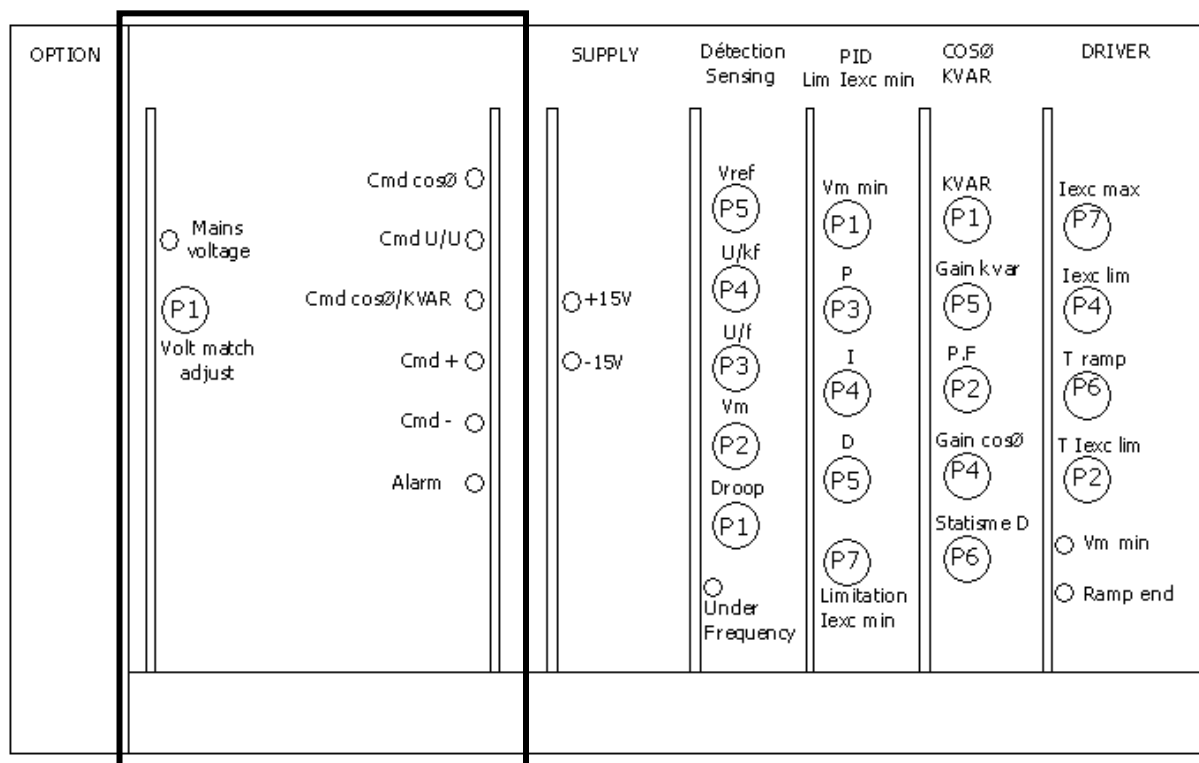 OPTION
Mains
voltage
P1
Volt match
adjust
Cmd cosØ
Cmd U/U
Cmd cosØ/KVAR
Cmd +
Cmd -
Alarm
SUPPLY
+15V
-15V
Détection
Sensing
Vref
P5
U/kf
P4
U/f
P3
Vm
P2
Droop
P1
Under
Frequency
PID
Lim Iexc min
Vm min
P1
P
P3
I
P4
D
P5
P7
Limitation
Iexc min
COSØ
KVAR
KVAR
P1
Gain kvar
P5
P.F
P2
Gain cosØ
P4
Statisme D
P6
DRIVER
Iexc max
P7
Iexc lim
P4
T ramp
P6
T Iexc lim
P2
Vm min
Ramp end